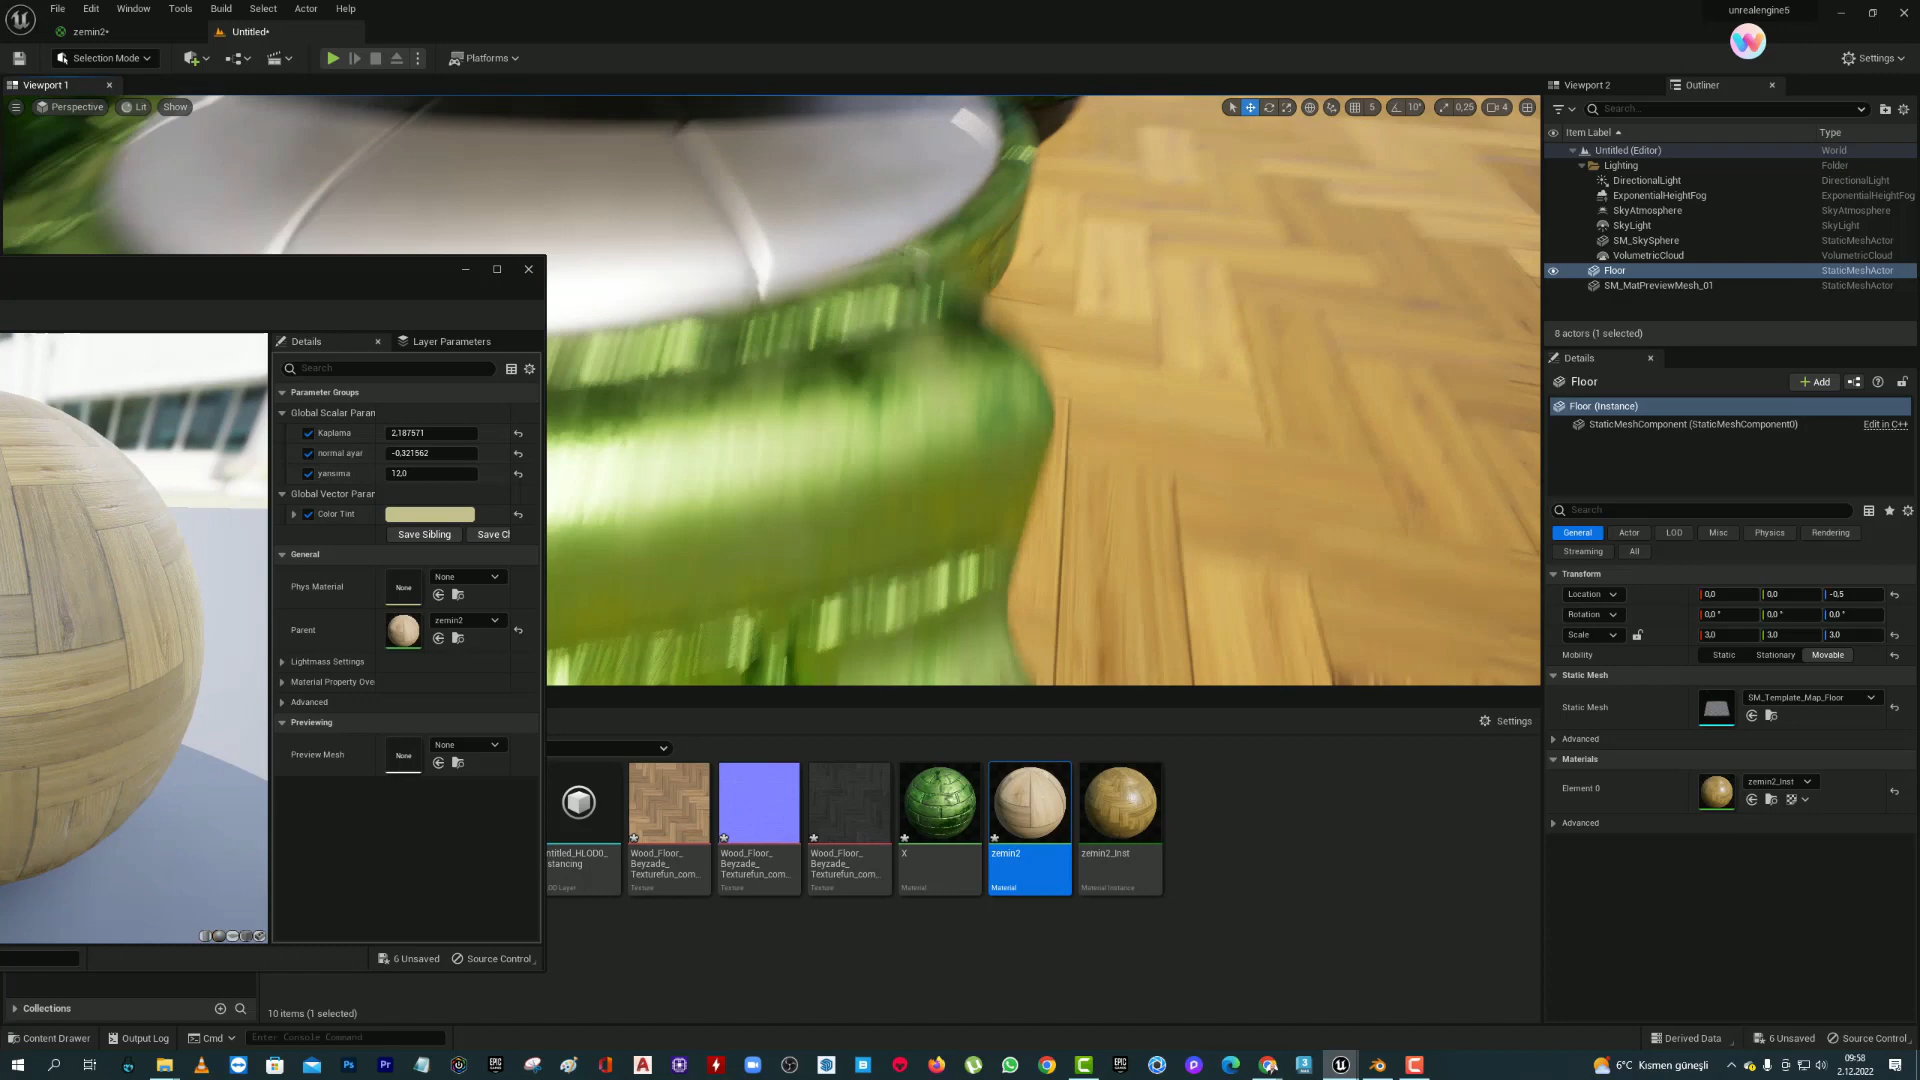 File Edit Window Tools Build Select Actor Help
unrealengine5
zemin2•
Untitled•
Selection Mode
Platforms
Settings
Viewport 1
Perspective Lit Show
5 10° 0,25 4
Viewport 2 Outliner
Search...
Item Label Type
Untitled (Editor) World
Lighting Folder
DirectionalLight DirectionalLight
ExponentialHeightFog ExponentialHeightFog
SkyAtmosphere SkyAtmosphere
SkyLight SkyLight
SM_SkySphere StaticMeshActor
VolumetricCloud VolumetricCloud
Floor StaticMeshActor
SM_MatPreviewMesh_01 StaticMeshActor
8 actors (1 selected)
Details
Floor
Add
Floor (Instance)
StaticMeshComponent (StaticMeshComponent0) Edit in C++
Search
General Actor LOD Misc Physics Rendering
Streaming All
Transform
Location 0,0 0,0 -0,5
Rotation 0,0 ° 0,0 ° 0,0 °
Scale 3,0 3,0 3,0
Mobility Static Stationary Movable
Static Mesh
Static Mesh SM_Template_Map_Floor
Advanced
Materials
Element 0 zemin2_Inst
Advanced
Details Layer Parameters
Search
Parameter Groups
Global Scalar Paran
Kaplama 2,187571
normal ayar -0,321562
yansıma 12,0
Global Vector Parar
Color Tint
Save Sibling Save Cl
General
Phys Material None None
Parent zemin2
Lightmass Settings
Material Property Ove
Advanced
Previewing
Preview Mesh None None
6 Unsaved Source Control
Settings
ntitled_HLOD0_
stancing
OD Layer
Wood_Floor_
Beyzade_
Texturefun_com...
Texture
Wood_Floor_
Beyzade_
Texturefun_com...
Texture
Wood_Floor_
Beyzade_
Texturefun_com...
Texture
X
Material
zemin2
Material
zemin2_Inst
Material Instance
Collections
10 items (1 selected)
Content Drawer Output Log Cmd Enter Console Command
Derived Data 6 Unsaved Source Control
6°C Kısmen güneşli
09:58
2.12.2022